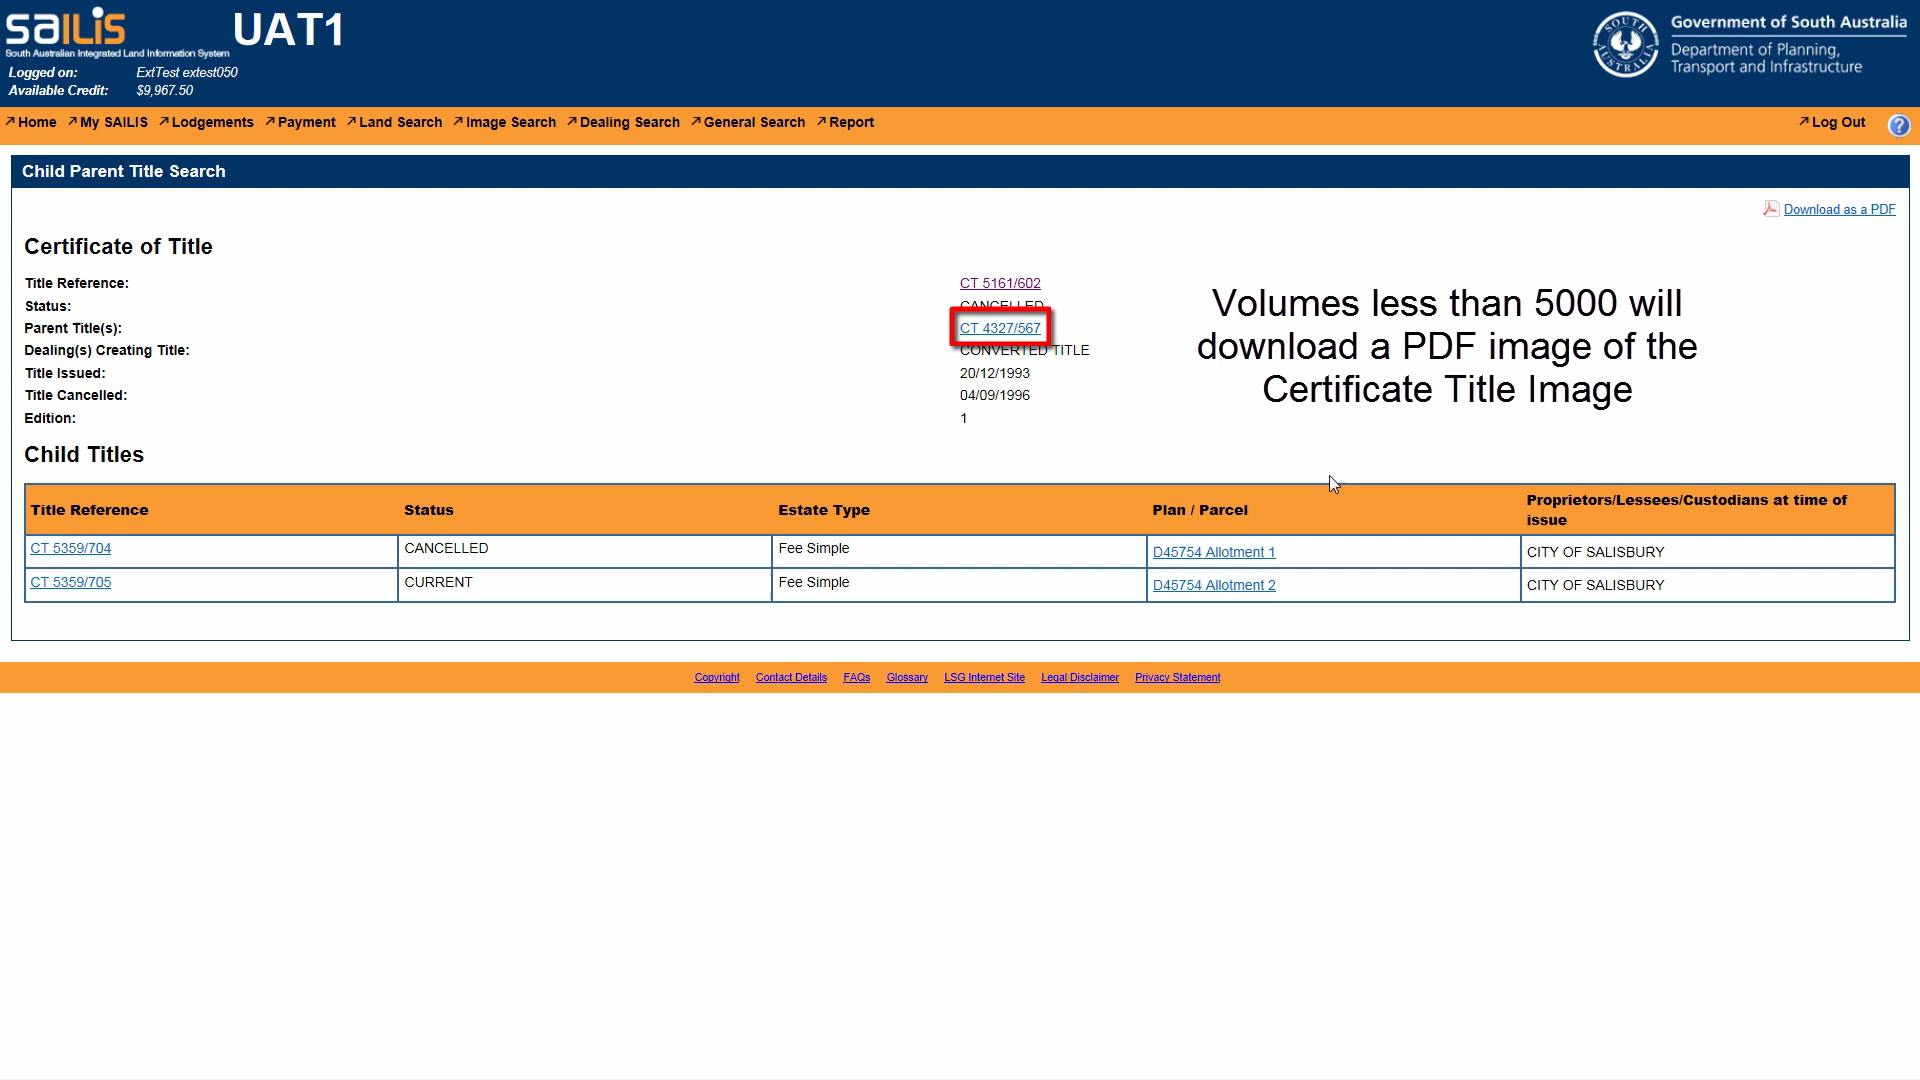 saILIS UAT1
South Australian Integrated Land Information System
Logged on: ExtTest extest050
Available Credit: $9,967.50
SOUTH AUSTRALIA
Government of South Australia
Department of Planning,
Transport and Infrastructure
Home My SAILIS Lodgements Payment Land Search Image Search Dealing Search General Search Report Log Out ?
Child Parent Title Search
Download as a PDF
Certificate of Title
Title Reference: CT 5161/602
Status: CANCELLED
Parent Title(s): CT 4327/567
Dealing(s) Creating Title: CONVERTED TITLE
Title Issued: 20/12/1993
Title Cancelled: 04/09/1996
Edition: 1
Volumes less than 5000 will
download a PDF image of the
Certificate Title Image
Child Titles
Title Reference Status Estate Type Plan / Parcel Proprietors/Lessees/Custodians at time of
issue
CT 5359/704 CANCELLED Fee Simple D45754 Allotment 1 CITY OF SALISBURY
CT 5359/705 CURRENT Fee Simple D45754 Allotment 2 CITY OF SALISBURY
Copyright Contact Details FAQs Glossary LSG Internet Site Legal Disclaimer Privacy Statement